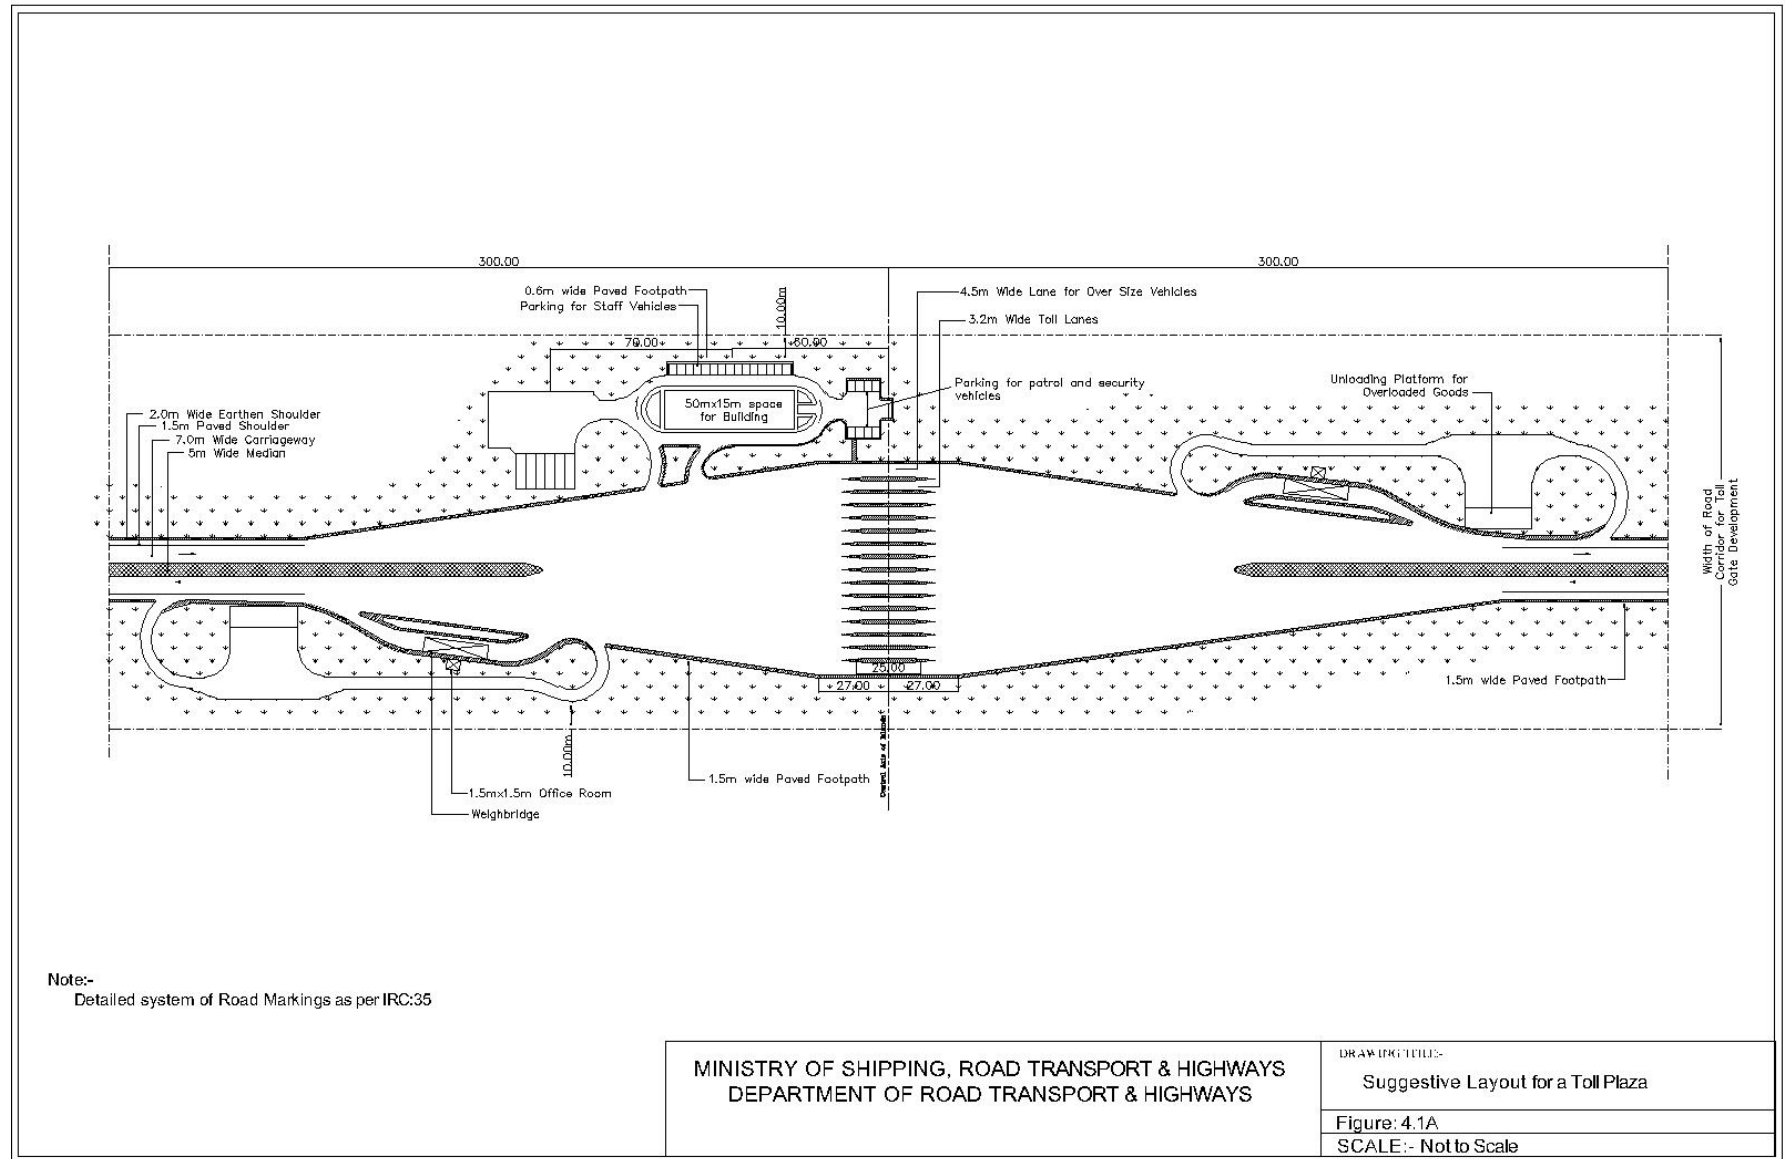 300.00
300.00
0.6m wide Paved Footpath
Parking for Staff Vehicles
10.00m
4.5m Wide Lane for Over Size Vehicles
3.2m Wide Toll Lanes
70.00
60.00
Parking for patrol and security
vehicles
Unloading Platform for
Overloaded Goods
50mx15m space
for Building
2.0m Wide Earthen Shoulder
1.5m Paved Shoulder
7.0m Wide Carriageway
5m Wide Median
Width of Road
Corridor for Toll
Gate Development
25.00
27.00
27.00
1.5m wide Paved Footpath
Central Axis of Islands
10.00m
1.5m wide Paved Footpath
1.5mx1.5m Office Room
Weighbridge
Note:-
Detailed system of Road Markings as per IRC:35
MINISTRY OF SHIPPING, ROAD TRANSPORT & HIGHWAYS
DEPARTMENT OF ROAD TRANSPORT & HIGHWAYS
DRAWING TITLE:-
Suggestive Layout for a Toll Plaza
Figure: 4.1A
SCALE:- Not to Scale